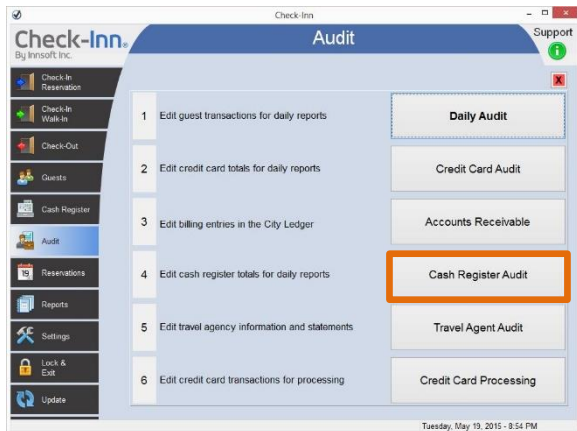 Check-Inn
Check-Inn®
By Innsoft Inc.
Audit
Support
i
X
Check-In
Reservation
Check-In
Walk-In
Check-Out
Guests
Cash Register
Audit
19
Reservations
Reports
Settings
Lock &
Exit
Update
1 Edit guest transactions for daily reports Daily Audit
2 Edit credit card totals for daily reports Credit Card Audit
3 Edit billing entries in the City Ledger Accounts Receivable
4 Edit cash register totals for daily reports Cash Register Audit
5 Edit travel agency information and statements Travel Agent Audit
6 Edit credit card transactions for processing Credit Card Processing
Tuesday, May 19, 2015 - 8:54 PM